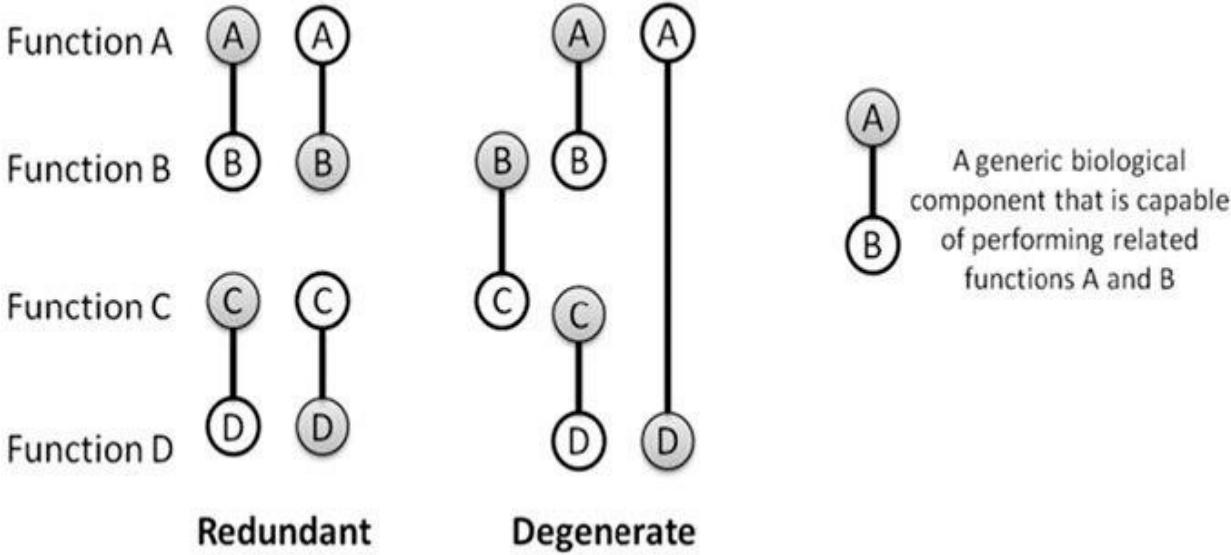 Function A A A A A
Function B B B B B
Function C C C C C
Function D D D D D
Redundant Degenerate
A
B
A generic biological
component that is capable
of performing related
functions A and B